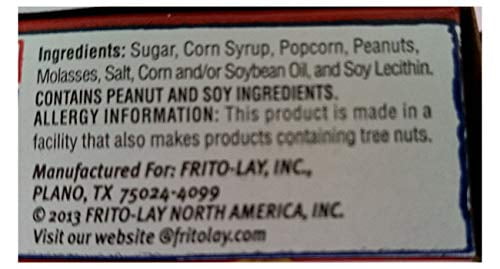 Ingredients: Sugar, Corn Syrup, Popcorn, Peanuts,
Molasses, Salt, Corn and/or Soybean Oil, and Soy Lecithin.
CONTAINS PEANUT AND SOY INGREDIENTS.
ALLERGY INFORMATION: This product is made in a
facility that also makes products containing tree nuts.
Manufactured For: FRITO-LAY, INC.,
PLANO, TX 75024-4099
© 2013 FRITO-LAY NORTH AMERICA, INC.
Visit our website @fritolay.com